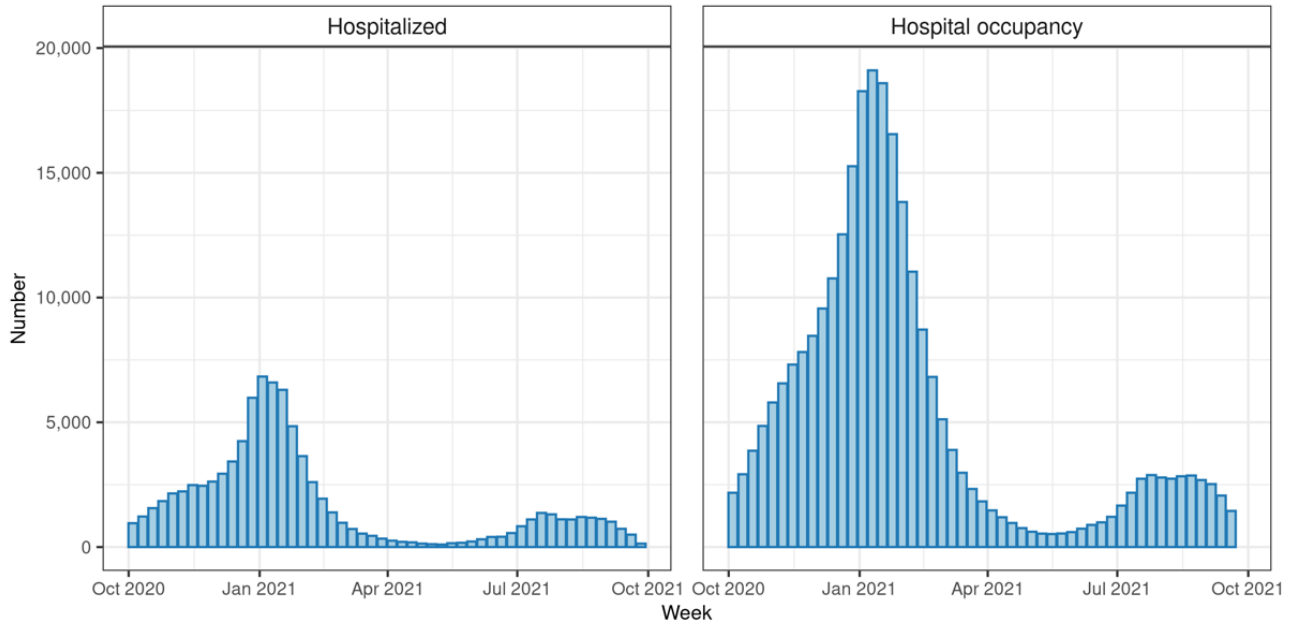 Hospitalized
Hospital occupancy
20,000
15,000
10,000
5,000
0
Number
Oct 2020 Jan 2021 Apr 2021 Jul 2021 Oct 2021
Oct 2020 Jan 2021 Apr 2021 Jul 2021 Oct 2021
Week